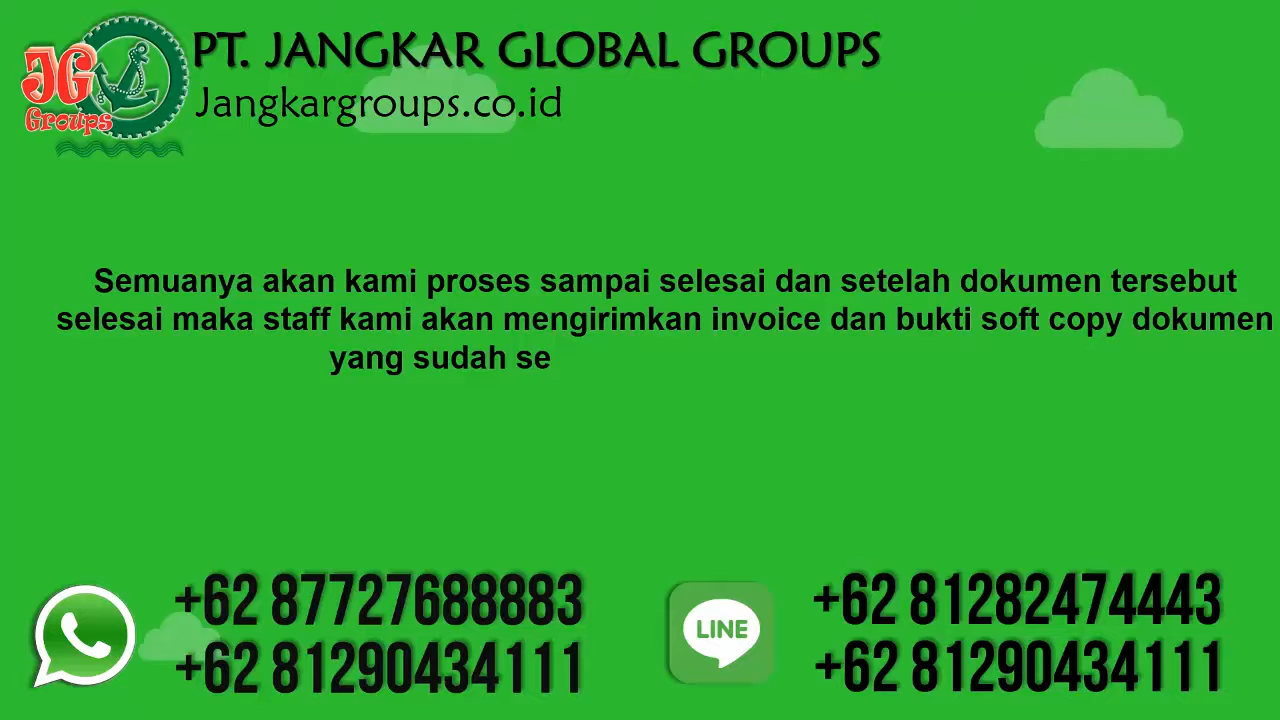 JG
Groups
PT. JANGKAR GLOBAL GROUPS
Jangkargroups.co.id
Semuanya akan kami proses sampai selesai dan setelah dokumen tersebut
selesai maka staff kami akan mengirimkan invoice dan bukti soft copy dokumen
yang sudah se
+62 87727688883
+62 81290434111
LINE
+62 81282474443
+62 81290434111